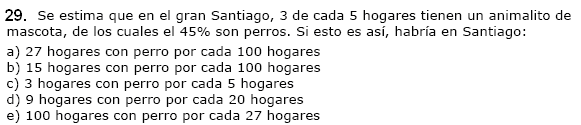 29. Se estima que en el gran Santiago, 3 de cada 5 hogares tienen un animalito de
mascota, de los cuales el 45% son perros. Si esto es así, habría en Santiago:
a) 27 hogares con perro por cada 100 hogares
b) 15 hogares con perro por cada 100 hogares
c) 3 hogares con perro por cada 5 hogares
d) 9 hogares con perro por cada 20 hogares
e) 100 hogares con perro por cada 27 hogares